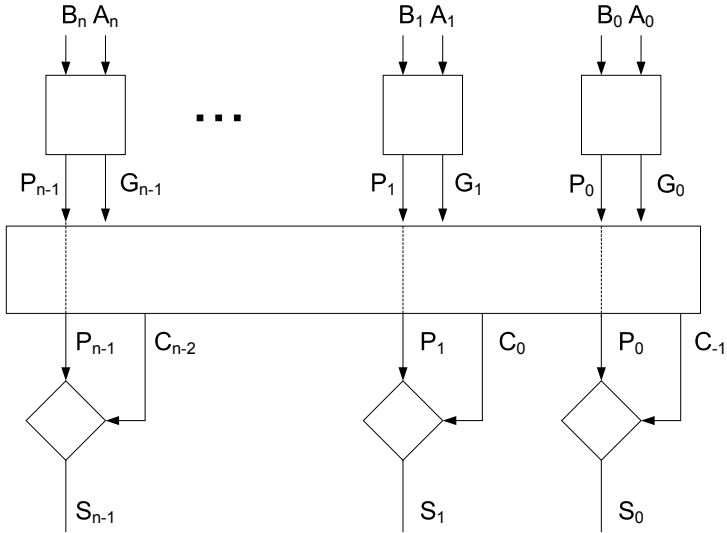 Bₙ Aₙ B₁ A₁ B₀ A₀
...
Pₙ₋₁ Gₙ₋₁ P₁ G₁ P₀ G₀
Pₙ₋₁ Cₙ₋₂ P₁ C₀ P₀ C₋₁
Sₙ₋₁ S₁ S₀